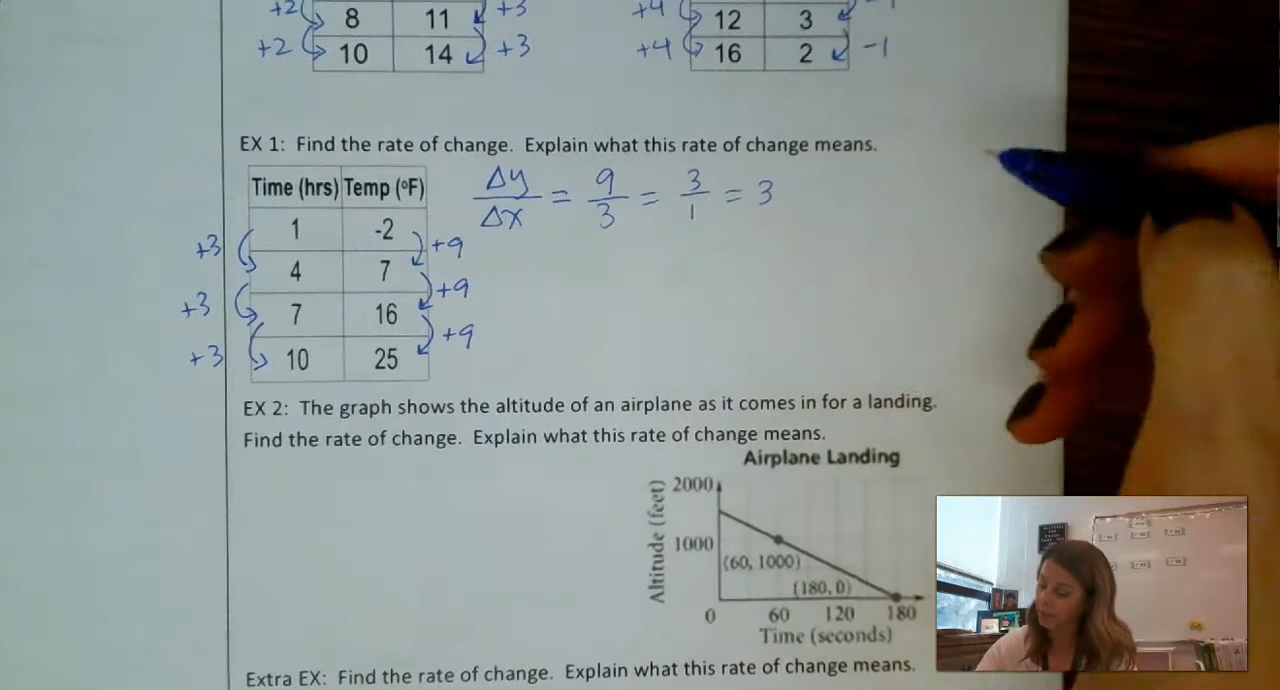 +2 8 11 +3
+4 12 3 -1
+2 10 14 +3
+4 16 2 -1
EX 1: Find the rate of change. Explain what this rate of change means.
Time (hrs) Temp (ºF)
Δy/Δx = 9/3 = 3/1 = 3
1 -2
+3 +9
4 7
+3 +9
7 16
+3 +9
10 25
EX 2: The graph shows the altitude of an airplane as it comes in for a landing.
Find the rate of change. Explain what this rate of change means.
Airplane Landing
Altitude (feet)
2000
1000
(60, 1000)
(180, 0)
0 60 120 180
Time (seconds)
Extra EX: Find the rate of change. Explain what this rate of change means.